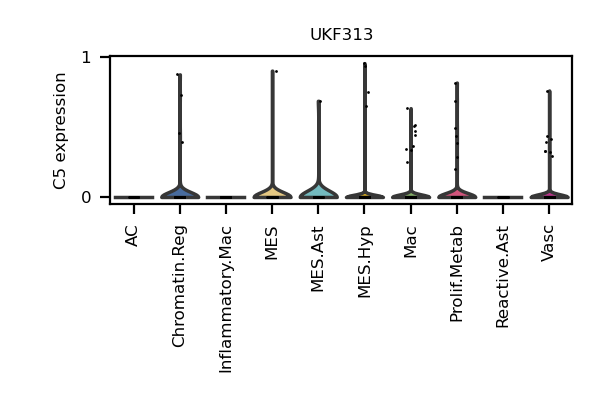 UKF313
C5 expression
1
0
AC
Chromatin.Reg
Inflammatory.Mac
MES
MES.Ast
MES.Hyp
Mac
Prolif.Metab
Reactive.Ast
Vasc